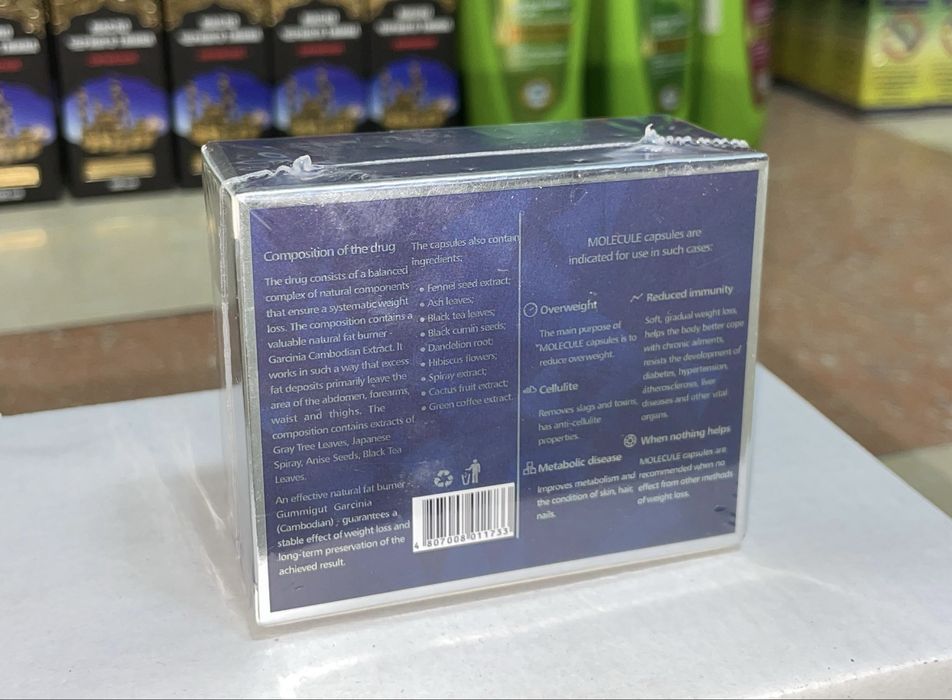 Composition of the drug
The drug consists of a balanced
complex of natural components
that ensure a systematic weight
loss. The composition contains a
valuable natural fat burner -
Garcinia Cambodian Extract. It
works in such a way that excess
fat deposits primarily leave the
area of the abdomen, forearms,
waist and thighs. The
composition contains extracts of
Gray Tree Leaves, Japanese
Spiray, Anise Seeds, Black Tea
Leaves.
An effective natural fat burner -
Gummigut Garcinia
(Cambodian) , guarantees a
stable effect of weight loss and
long-term preservation of the
achieved result.
The capsules also contain
ingredients:
• Fennel seed extract;
• Ash leaves;
• Black tea leaves;
• Black cumin seeds;
• Dandelion root;
• Hibiscus flowers;
• Spiray extract;
• Cactus fruit extract;
• Green coffee extract.
4 807008 011733
MOLECULE capsules are
indicated for use in such cases:
Overweight
The main purpose of
"MOLECULE capsules is to
reduce overweight.
Cellulite
Removes slags and toxins,
has anti-cellulite
properties.
Metabolic disease
Improves metabolism and
the condition of skin, hair,
nails.
Reduced immunity
Soft, gradual weight loss,
helps the body better cope
with chronic ailments,
resists the development of
diabetes, hypertension,
atherosclerosis, liver
diseases and other vital
organs.
When nothing helps
MOLECULE capsules are
recommended when no
effect from other methods
of weight loss.